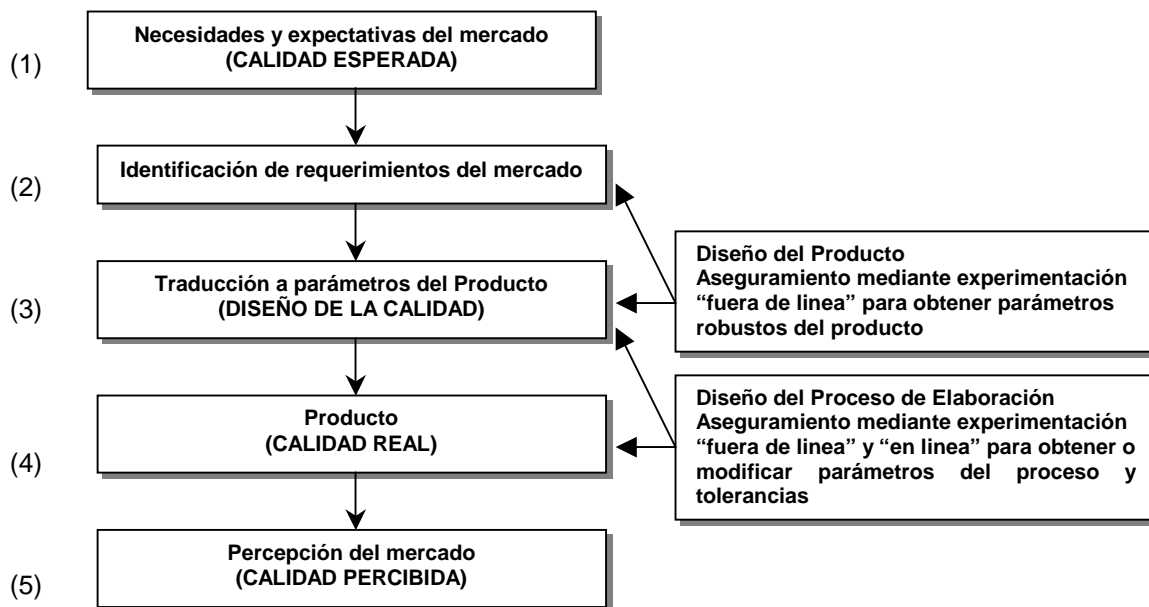 (1)
Necesidades y expectativas del mercado
(CALIDAD ESPERADA)
(2)
Identificación de requerimientos del mercado
(3)
Traducción a parámetros del Producto
(DISEÑO DE LA CALIDAD)
Diseño del Producto
Aseguramiento mediante experimentación
“fuera de linea” para obtener parámetros
robustos del producto
(4)
Producto
(CALIDAD REAL)
Diseño del Proceso de Elaboración
Aseguramiento mediante experimentación
“fuera de linea” y “en linea” para obtener o
modificar parámetros del proceso y
tolerancias
(5)
Percepción del mercado
(CALIDAD PERCIBIDA)